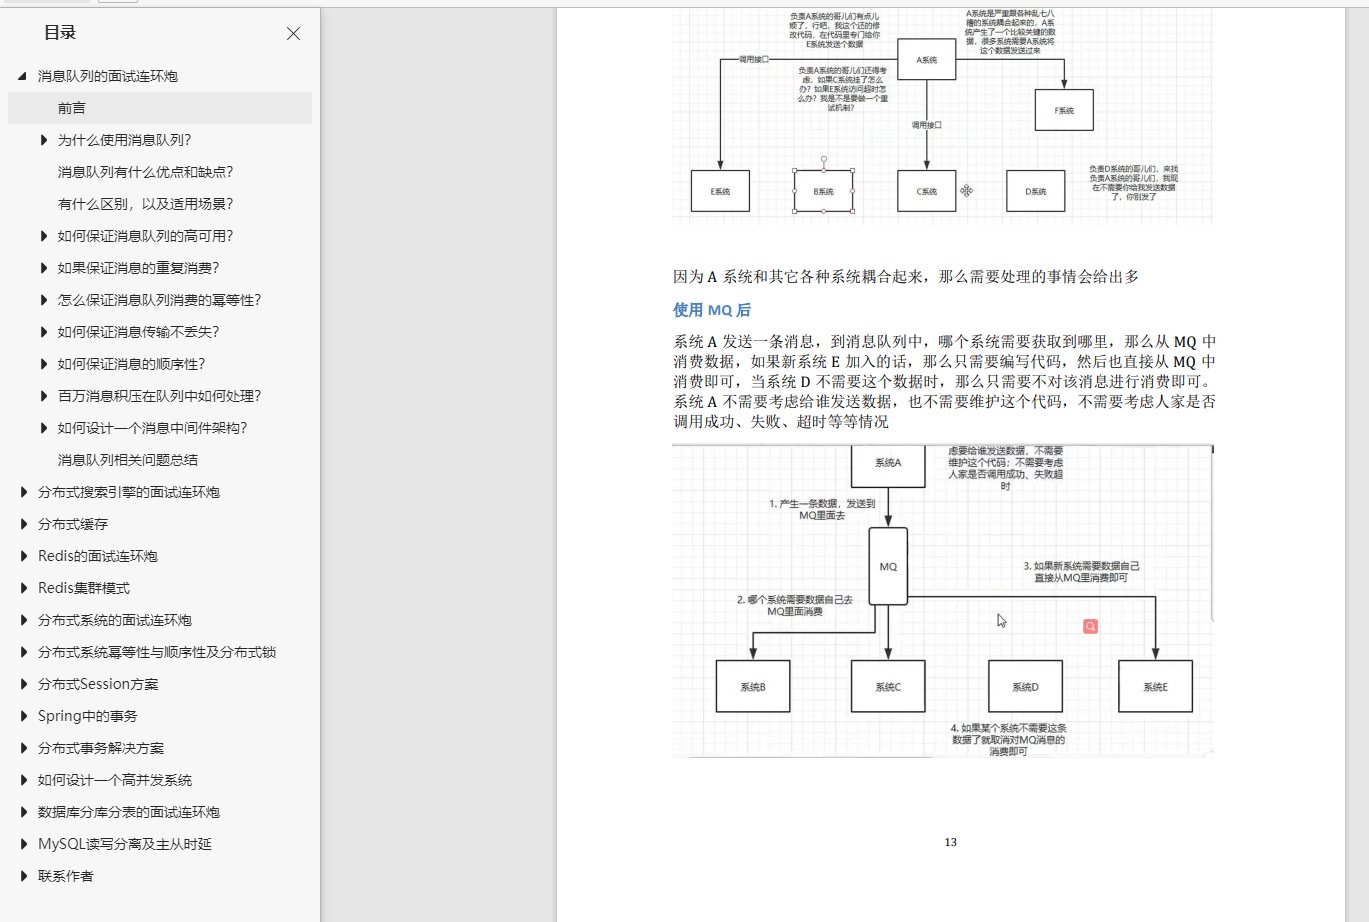 目录
消息队列的面试连环炮
前言
为什么使用消息队列?
消息队列有什么优点和缺点?
有什么区别，以及适用场景?
如何保证消息队列的高可用?
如果保证消息的重复消费?
怎么保证消息队列消费的幂等性?
如何保证消息传输不丢失?
如何保证消息的顺序性?
百万消息积压在队列中如何处理?
如何设计一个消息中间件架构?
消息队列相关问题总结
分布式搜索引擎的面试连环炮
分布式缓存
Redis的面试连环炮
Redis集群模式
分布式系统的面试连环炮
分布式系统幂等性与顺序性及分布式锁
分布式Session方案
Spring中的事务
分布式事务解决方案
如何设计一个高并发系统
数据库分库分表的面试连环炮
MySQL读写分离及主从时延
联系作者
负责A系统的哥儿们有点儿
烦了，行吧，我这个还的修
改代码，在代码里专门给你
E系统发送个数据
A系统是严重跟各种乱七八
糟的系统耦合起来的，A系
统产生了一个比较关键的数
据，很多系统需要A系统将
这个数据发送过来
调用接口
A系统
负责A系统的哥儿们还得考
虑，如果C系统挂了怎么
办？如果E系统访问超时怎
么办？我是不是要做一个重
试机制?
F系统
调用接口
E系统
B系统
C系统
D系统
负责D系统的哥儿们，来找
负责A系统的哥儿们，我现
在不需要你给我发送数据
了，你别发了
因为 A 系统和其它各种系统耦合起来，那么需要处理的事情会给出多
使用 MQ 后
系统 A 发送一条消息，到消息队列中，哪个系统需要获取到哪里，那么从 MQ 中
消费数据，如果新系统 E 加入的话，那么只需要编写代码，然后也直接从 MQ 中
消费即可，当系统 D 不需要这个数据时，那么只需要不对该消息进行消费即可。
系统 A 不需要考虑给谁发送数据，也不需要维护这个代码，不需要考虑人家是否
调用成功、失败、超时等等情况
系统A
虑要给谁发送数据，不需要
维护这个代码；不需要考虑
人家是否调用成功、失败超
时
1. 产生一条数据，发送到
MQ里面去
MQ
3. 如果新系统需要数据自己
直接从MQ里消费即可
2. 哪个系统需要数据自己去
MQ里面消费
系统B
系统C
系统D
系统E
4. 如果某个系统不需要这条
数据了就取消对MQ消息的
消费即可
13